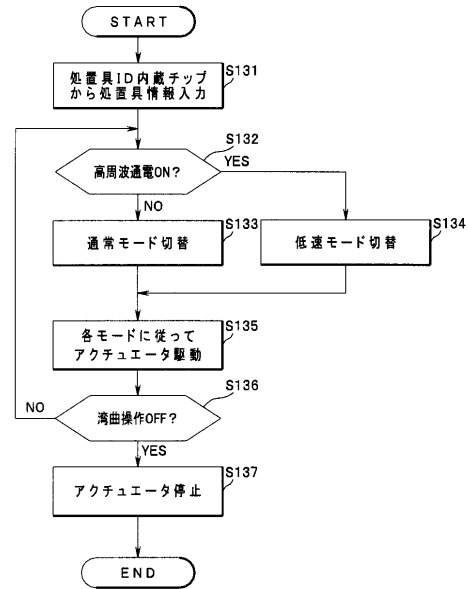 START
処置具ID内蔵チップ
から処置具情報入力
S131
高周波通電ON?
S132
YES
NO
通常モード切替
S133
低速モード切替
S134
各モードに従って
アクチュエータ駆動
S135
湾曲操作OFF?
S136
NO
YES
アクチュエータ停止
S137
END